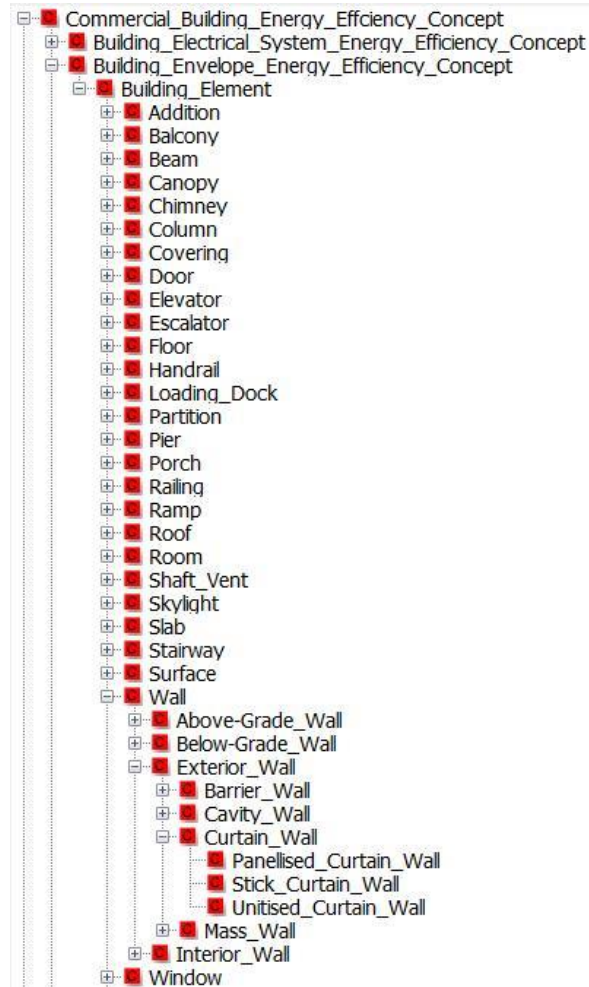 Commercial_Building_Energy_Effciency_Concept
Building_Electrical_System_Energy_Efficiency_Concept
Building_Envelope_Energy_Efficiency_Concept
Building_Element
Addition
Balcony
Beam
Canopy
Chimney
Column
Covering
Door
Elevator
Escalator
Floor
Handrail
Loading_Dock
Partition
Pier
Porch
Railing
Ramp
Roof
Room
Shaft_Vent
Skylight
Slab
Stairway
Surface
Wall
Above-Grade_Wall
Below-Grade_Wall
Exterior_Wall
Barrier_Wall
Cavity_Wall
Curtain_Wall
Panellised_Curtain_Wall
Stick_Curtain_Wall
Unitised_Curtain_Wall
Mass_Wall
Interior_Wall
Window